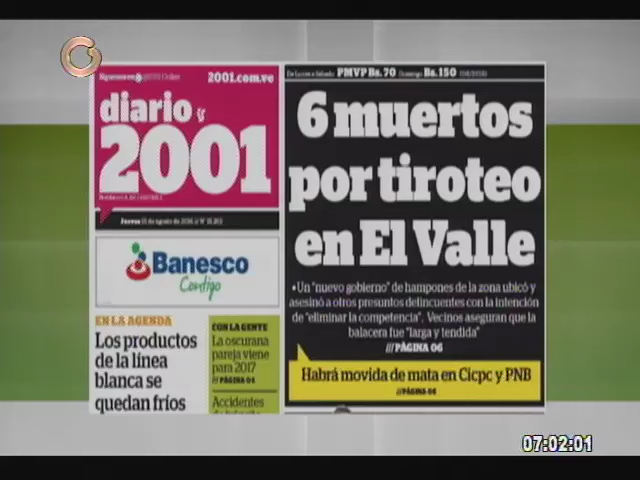 2001.com.ve
diario
2001
Banesco
Contigo
EN LA AGENDA
Los productos
de la línea
blanca se
quedan fríos
CON LA GENTE
La oscurana
pareja viene
para 2017
/// PÁGINA 04
Accidentes
PMVP Bs. 70 Domingo Bs. 150
6 muertos
por tiroteo
en El Valle
• Un "nuevo gobierno" de hampones de la zona ubicó y
asesinó a otros presuntos delincuentes con la intención
de "eliminar la competencia". Vecinos aseguran que la
balacera fue "larga y tendida"
/// PÁGINA 06
Habrá movida de mata en Cicpc y PNB
07:02:01